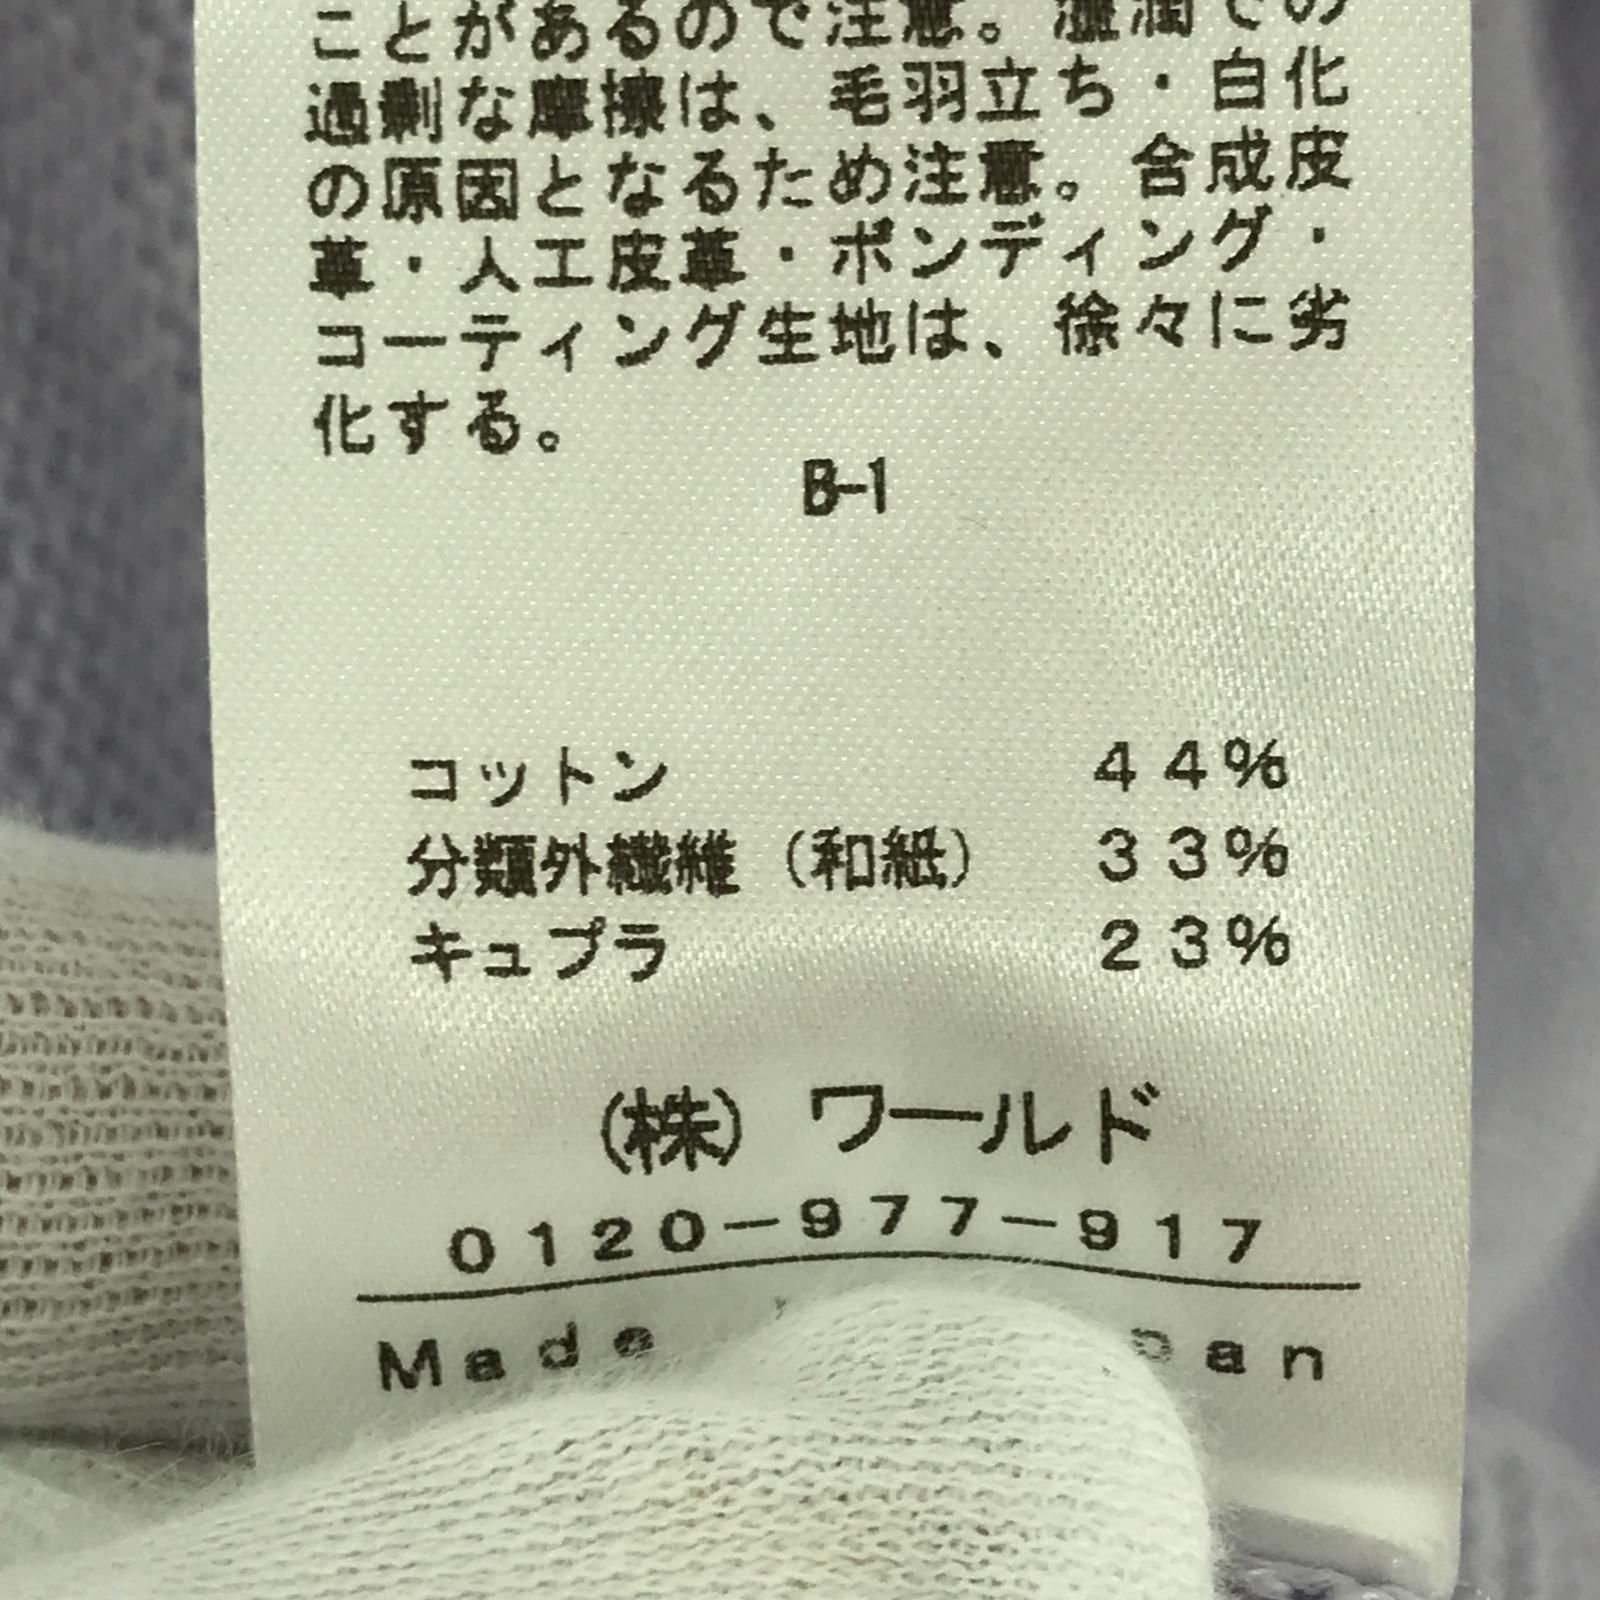 ことがあるので注意。湿潤での
過剰な摩擦は、毛羽立ち・白化
の原因となるため注意。合成皮
革・人工皮革・ボンディング・
コーティング生地は、徐々に劣
化する。
B-1
コットン 44%
分類外繊維（和紙） 33%
キュプラ 23%
(株) ワールド
0120-977-917
Made pan